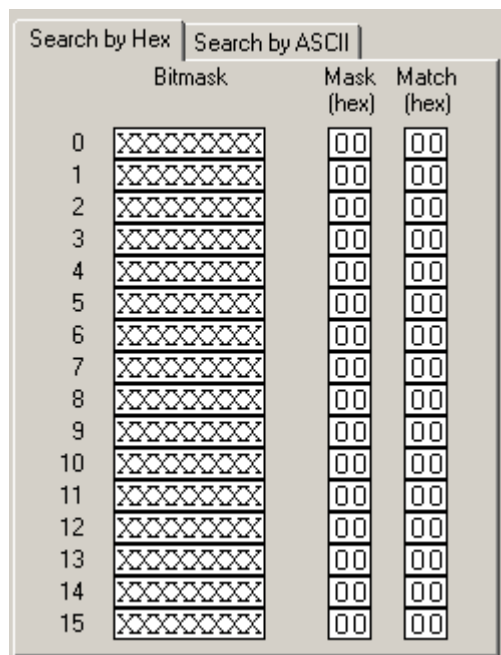 Search by Hex Search by ASCII
Bitmask Mask Match
(hex) (hex)
0 XXXXXXXX 00 00
1 XXXXXXXX 00 00
2 XXXXXXXX 00 00
3 XXXXXXXX 00 00
4 XXXXXXXX 00 00
5 XXXXXXXX 00 00
6 XXXXXXXX 00 00
7 XXXXXXXX 00 00
8 XXXXXXXX 00 00
9 XXXXXXXX 00 00
10 XXXXXXXX 00 00
11 XXXXXXXX 00 00
12 XXXXXXXX 00 00
13 XXXXXXXX 00 00
14 XXXXXXXX 00 00
15 XXXXXXXX 00 00